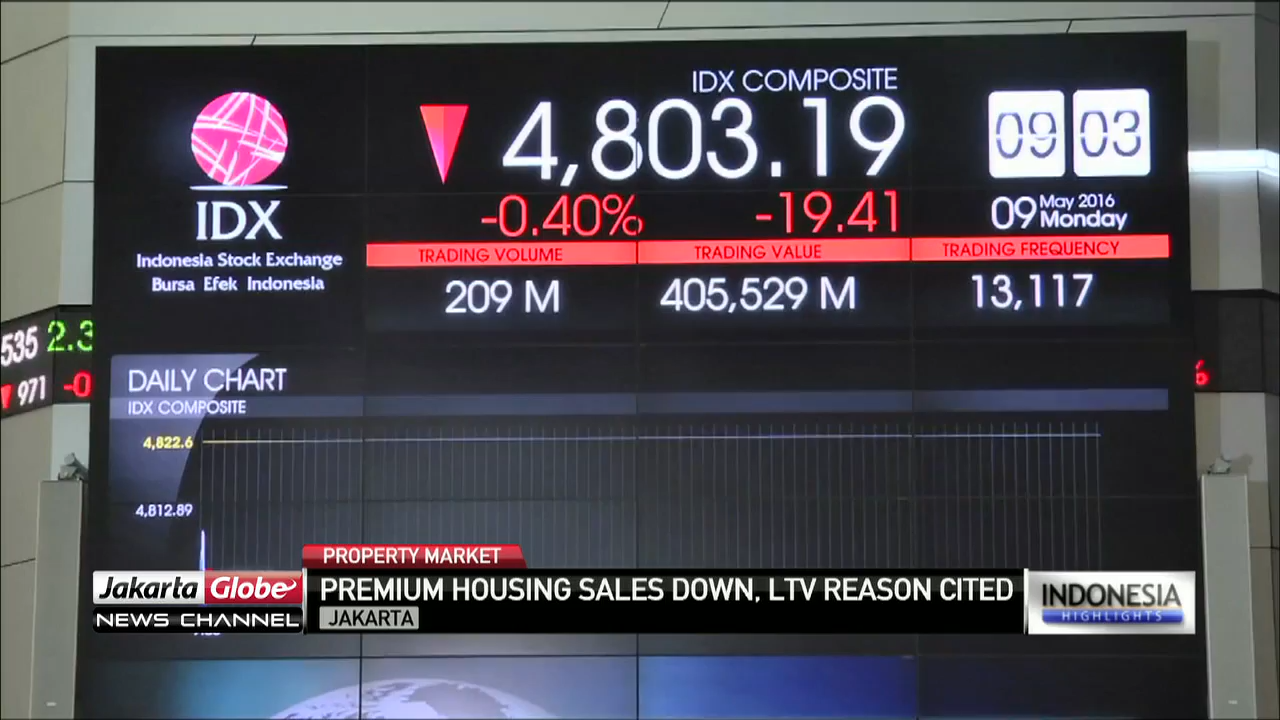 IDX COMPOSITE
4,803.19
09 03
-0.40% -19.41
09 May 2016
Monday
IDX
Indonesia Stock Exchange
Bursa Efek Indonesia
TRADING VOLUME TRADING VALUE TRADING FREQUENCY
209 M 405,529 M 13,117
535 2.3
971 -0
%
DAILY CHART
IDX COMPOSITE
4,822.6
4,812.89
PROPERTY MARKET
Jakarta Globe
NEWS CHANNEL
PREMIUM HOUSING SALES DOWN, LTV REASON CITED
JAKARTA
INDONESIA
HIGHLIGHTS